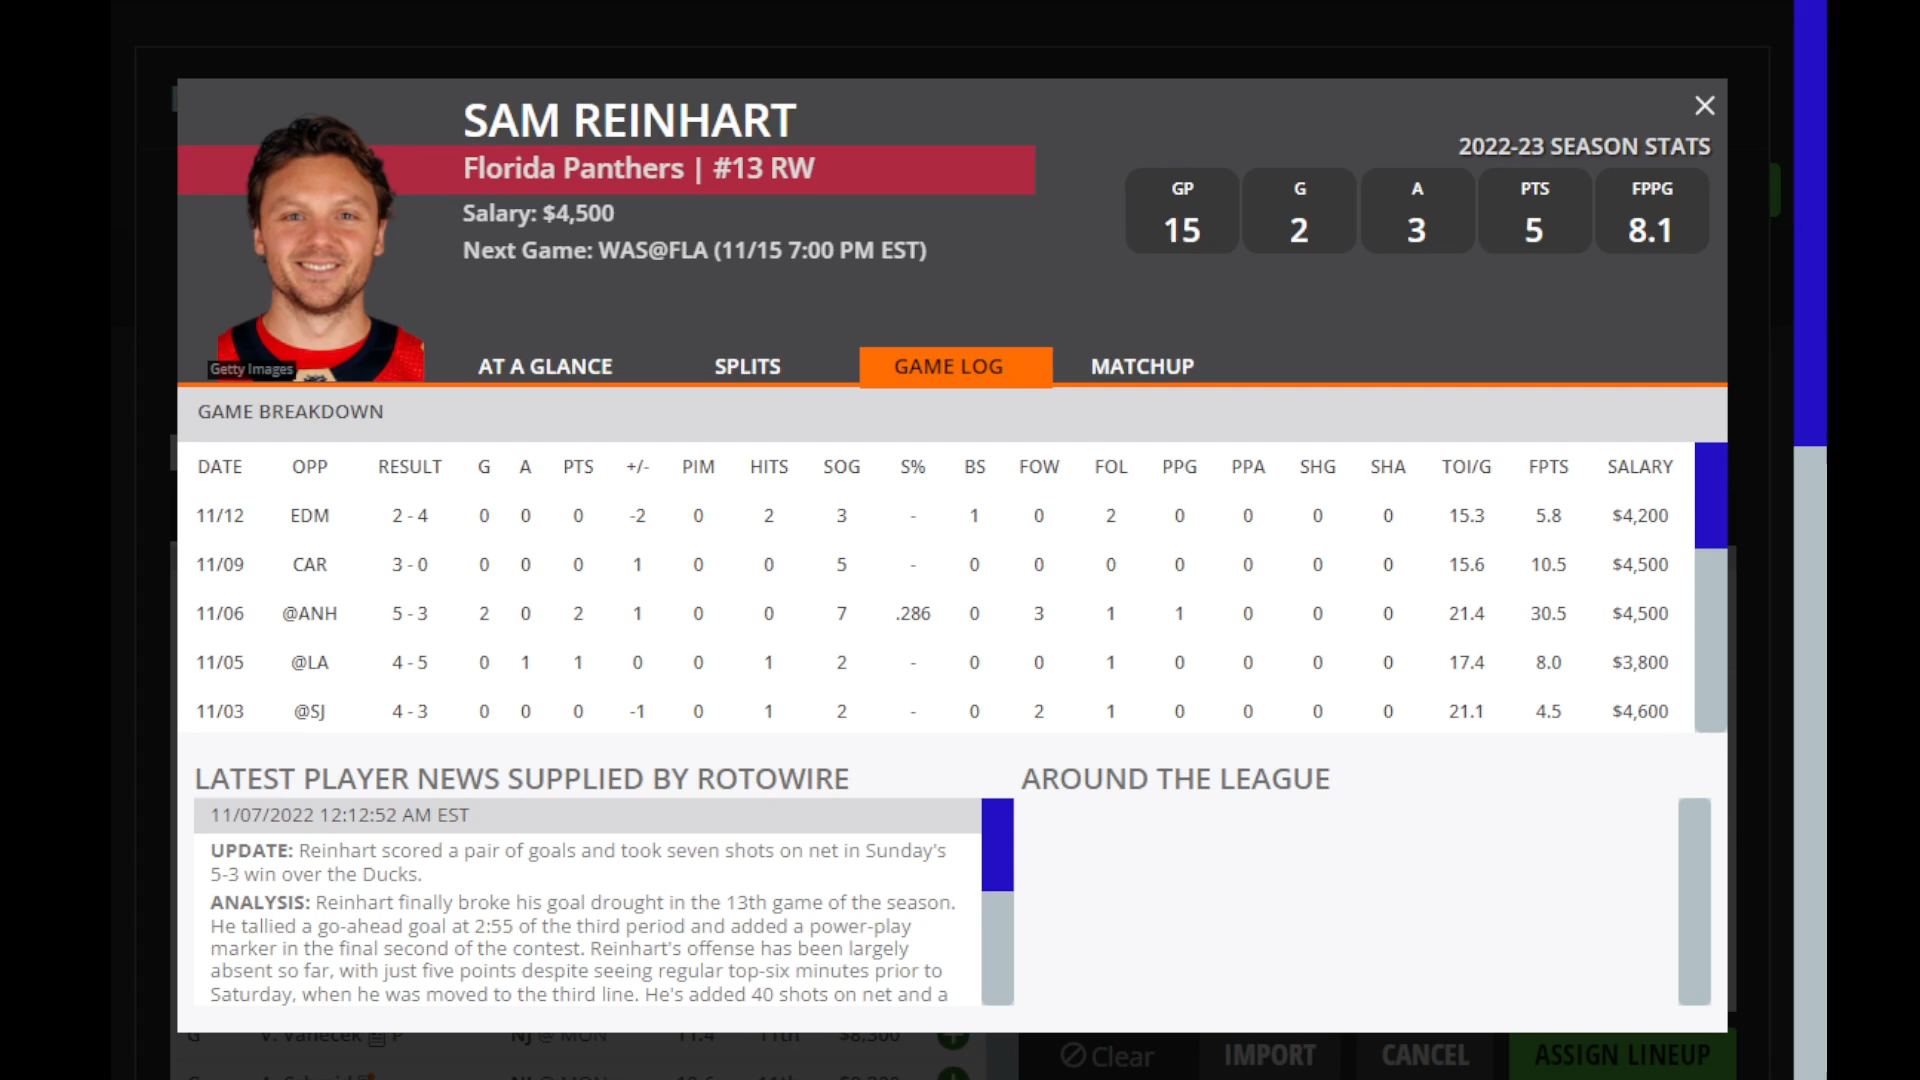 SAM REINHART
Florida Panthers | #13 RW
Salary: $4,500
Next Game: WAS@FLA (11/15 7:00 PM EST)
2022-23 SEASON STATS
GP G A PTS FPPG
15 2 3 5 8.1
Getty Images
AT A GLANCE SPLITS GAME LOG MATCHUP
GAME BREAKDOWN
DATE OPP RESULT G A PTS +/- PIM HITS SOG S% BS FOW FOL PPG PPA SHG SHA TOI/G FPTS SALARY
11/12 EDM 2 - 4 0 0 0 -2 0 2 3 - 1 0 2 0 0 0 0 15.3 5.8 $4,200
11/09 CAR 3 - 0 0 0 0 1 0 0 5 - 0 0 0 0 0 0 0 15.6 10.5 $4,500
11/06 @ANH 5 - 3 2 0 2 1 0 0 7 .286 0 3 1 1 0 0 0 21.4 30.5 $4,500
11/05 @LA 4 - 5 0 1 1 0 0 1 2 - 0 0 1 0 0 0 0 17.4 8.0 $3,800
11/03 @SJ 4 - 3 0 0 0 -1 0 1 2 - 0 2 1 0 0 0 0 21.1 4.5 $4,600
LATEST PLAYER NEWS SUPPLIED BY ROTOWIRE
11/07/2022 12:12:52 AM EST
UPDATE: Reinhart scored a pair of goals and took seven shots on net in Sunday's
5-3 win over the Ducks.
ANALYSIS: Reinhart finally broke his goal drought in the 13th game of the season.
He tallied a go-ahead goal at 2:55 of the third period and added a power-play
marker in the final second of the contest. Reinhart's offense has been largely
absent so far, with just five points despite seeing regular top-six minutes prior to
Saturday, when he was moved to the third line. He's added 40 shots on net and a
AROUND THE LEAGUE
G V. Vanecek P NJ @ MON 11.4 11th $8,300
Clear IMPORT CANCEL ASSIGN LINEUP